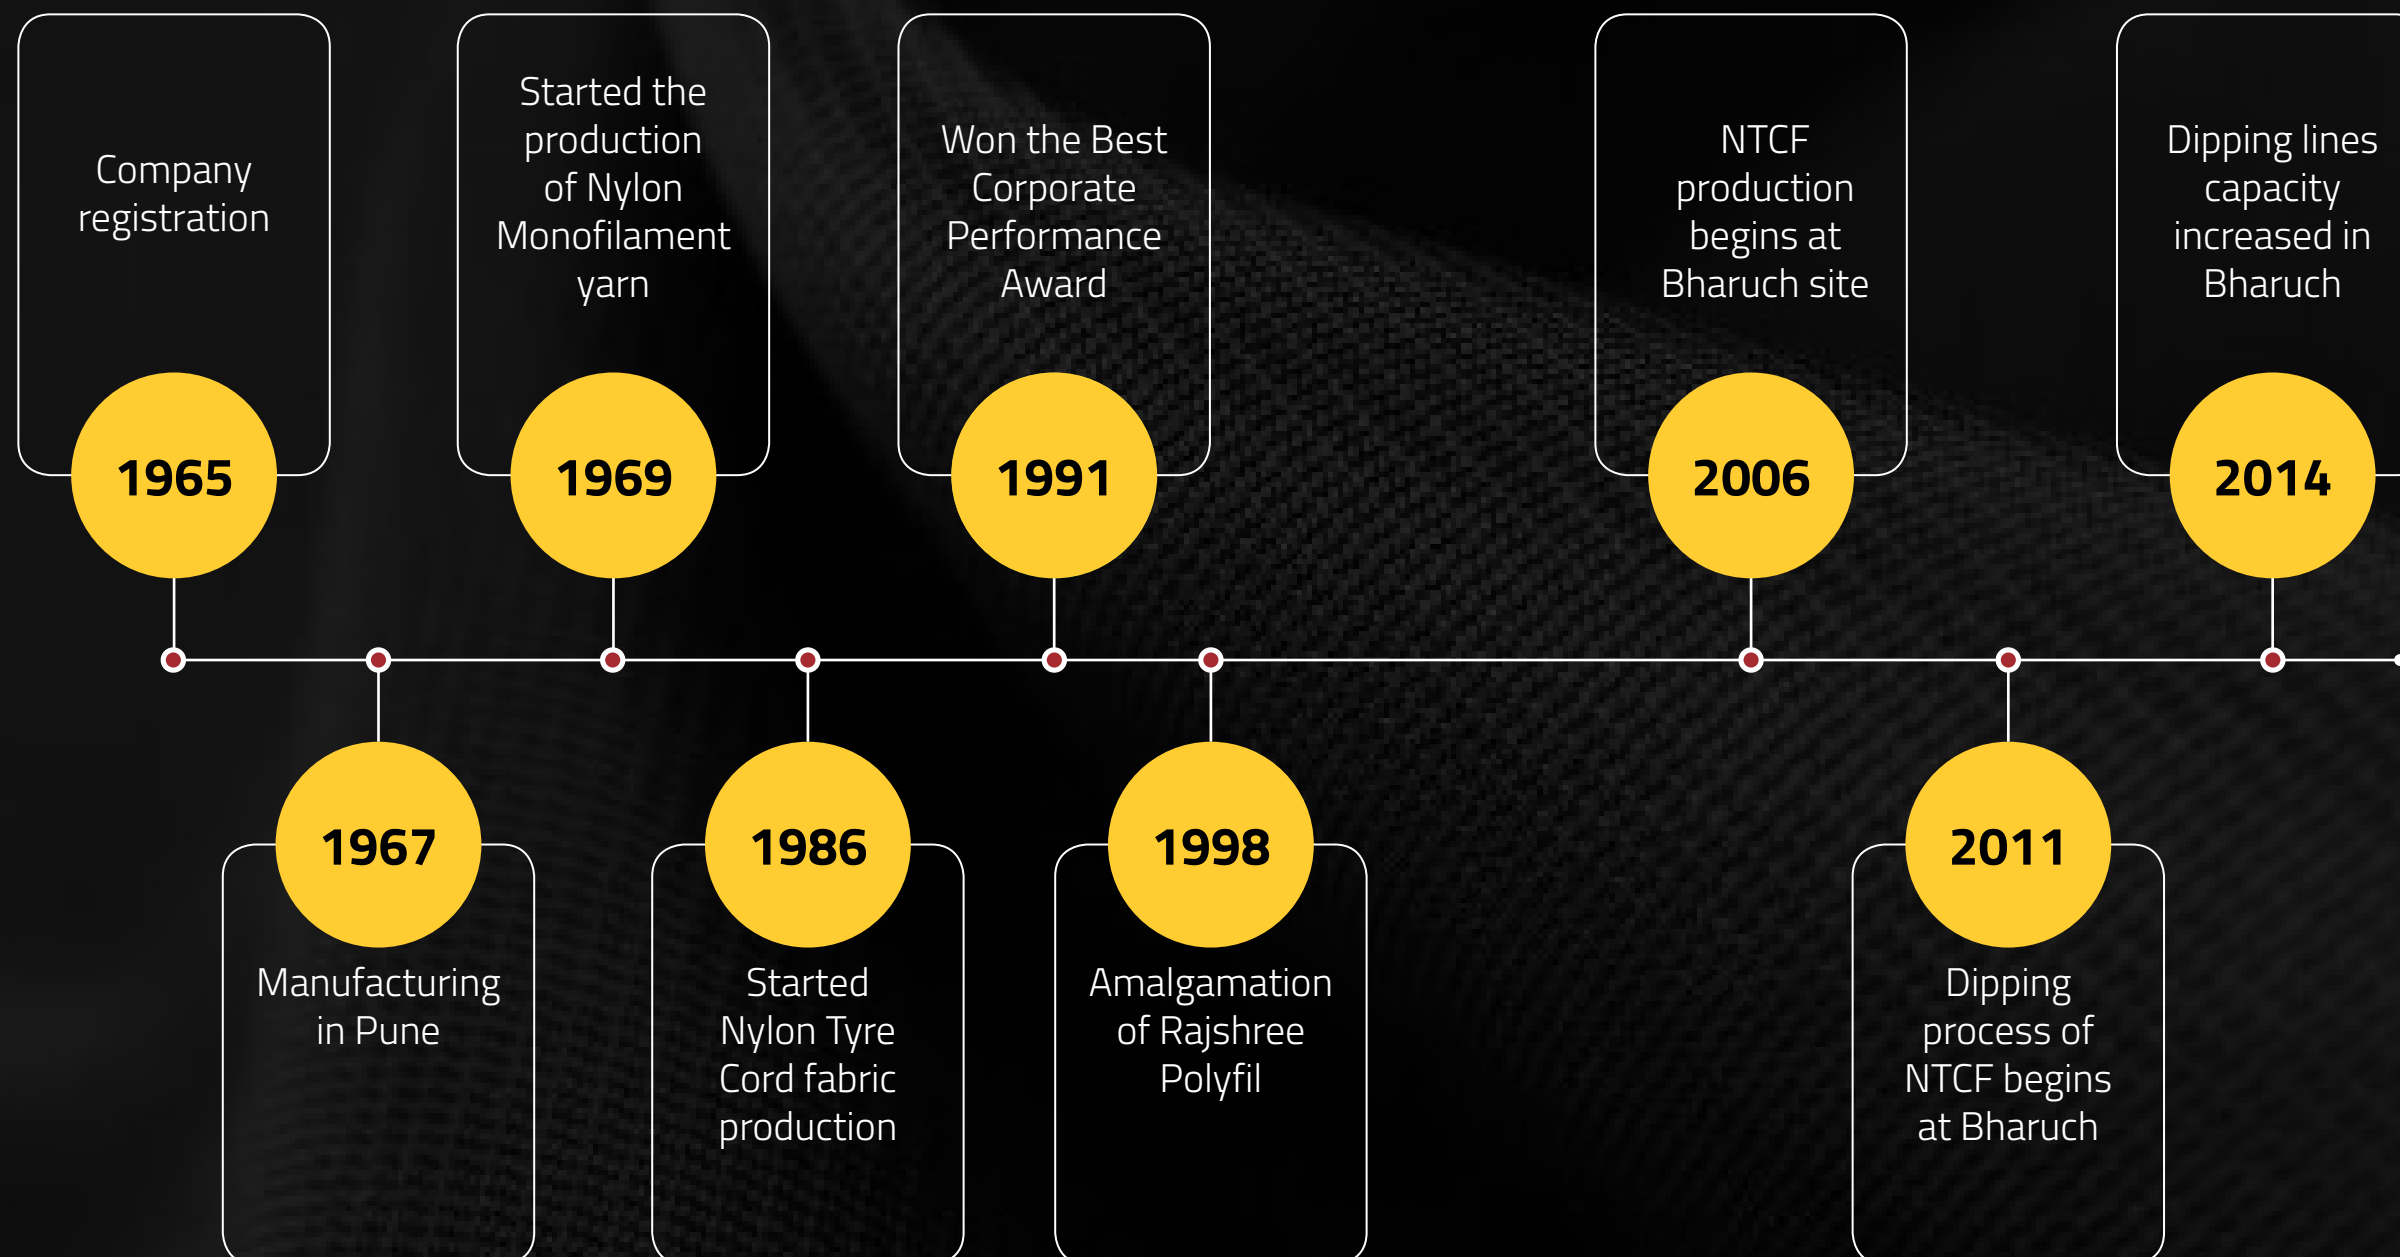 Company
registration
1965
Started the
production
of Nylon
Monofilament
yarn
1969
Won the Best
Corporate
Performance
Award
1991
NTCF
production
begins at
Bharuch site
2006
Dipping lines
capacity
increased in
Bharuch
2014
1967
Manufacturing
in Pune
1986
Started
Nylon Tyre
Cord fabric
production
1998
Amalgamation
of Rajshree
Polyfil
2011
Dipping
process of
NTCF begins
at Bharuch